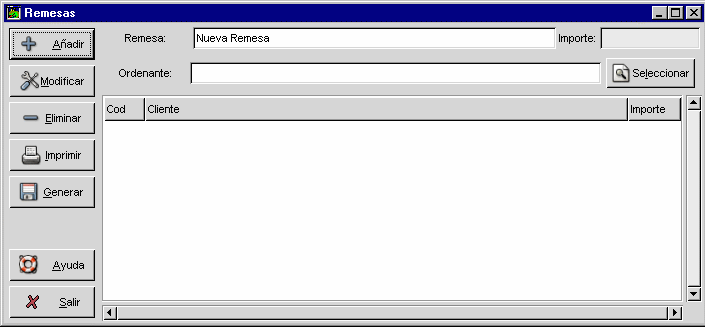 Remesas
Añadir
Remesa: Nueva Remesa Importe:
Ordenante: Seleccionar
Modificar
Cod Cliente Importe
Eliminar
Imprimir
Generar
Ayuda
Salir